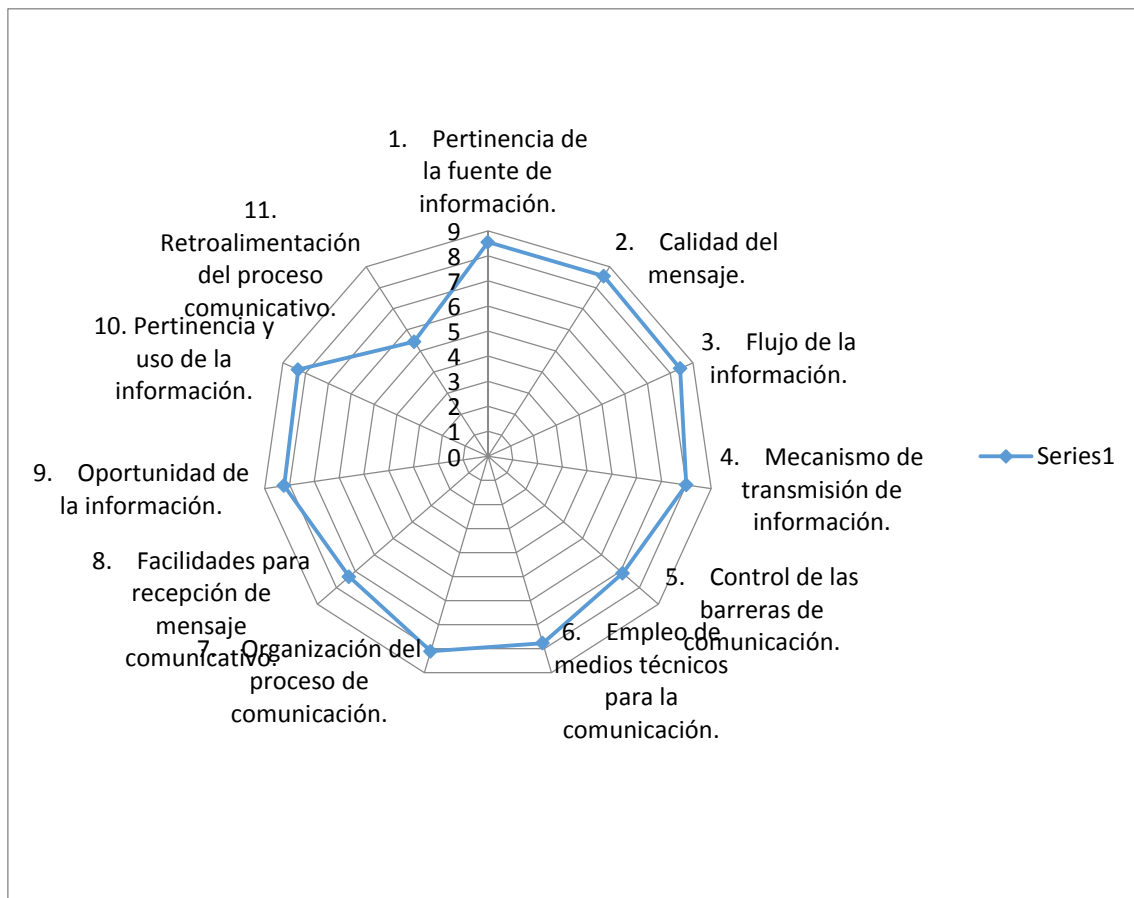 1. Pertinencia de
la fuente de
información.
2. Calidad del
mensaje.
3. Flujo de la
información.
4. Mecanismo de
transmisión de
información.
5. Control de las
barreras de
comunicación.
6. Empleo de
medios técnicos
para la
comunicación.
7. Organización del
proceso de
comunicación.
8. Facilidades para
recepción de
mensaje
comunicativo.
9. Oportunidad de
la información.
10. Pertinencia y
uso de la
información.
11.
Retroalimentación
del proceso
comunicativo.
9
8
7
6
5
4
3
2
1
0
Series1